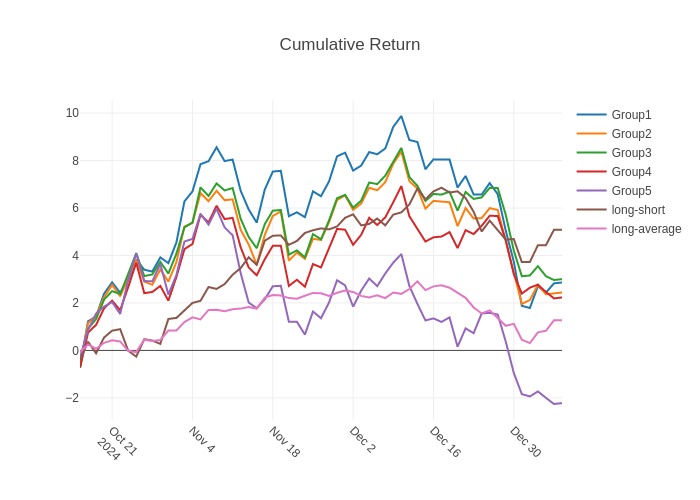 Cumulative Return
10
8
6
4
2
0
−2
Oct 21
2024
Nov 4
Nov 18
Dec 2
Dec 16
Dec 30
Group1
Group2
Group3
Group4
Group5
long-short
long-average